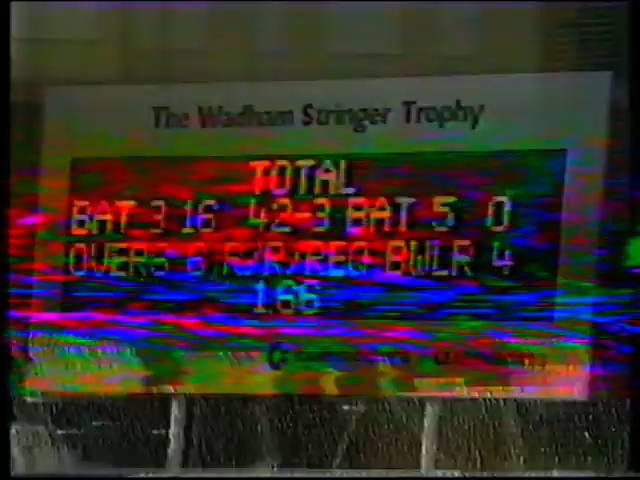 The Wadham Stringer Trophy
TOTAL
BAT 3 16 42-3 BAT 5 0
OVERS 6 R/R/REQ BWLR 4
166